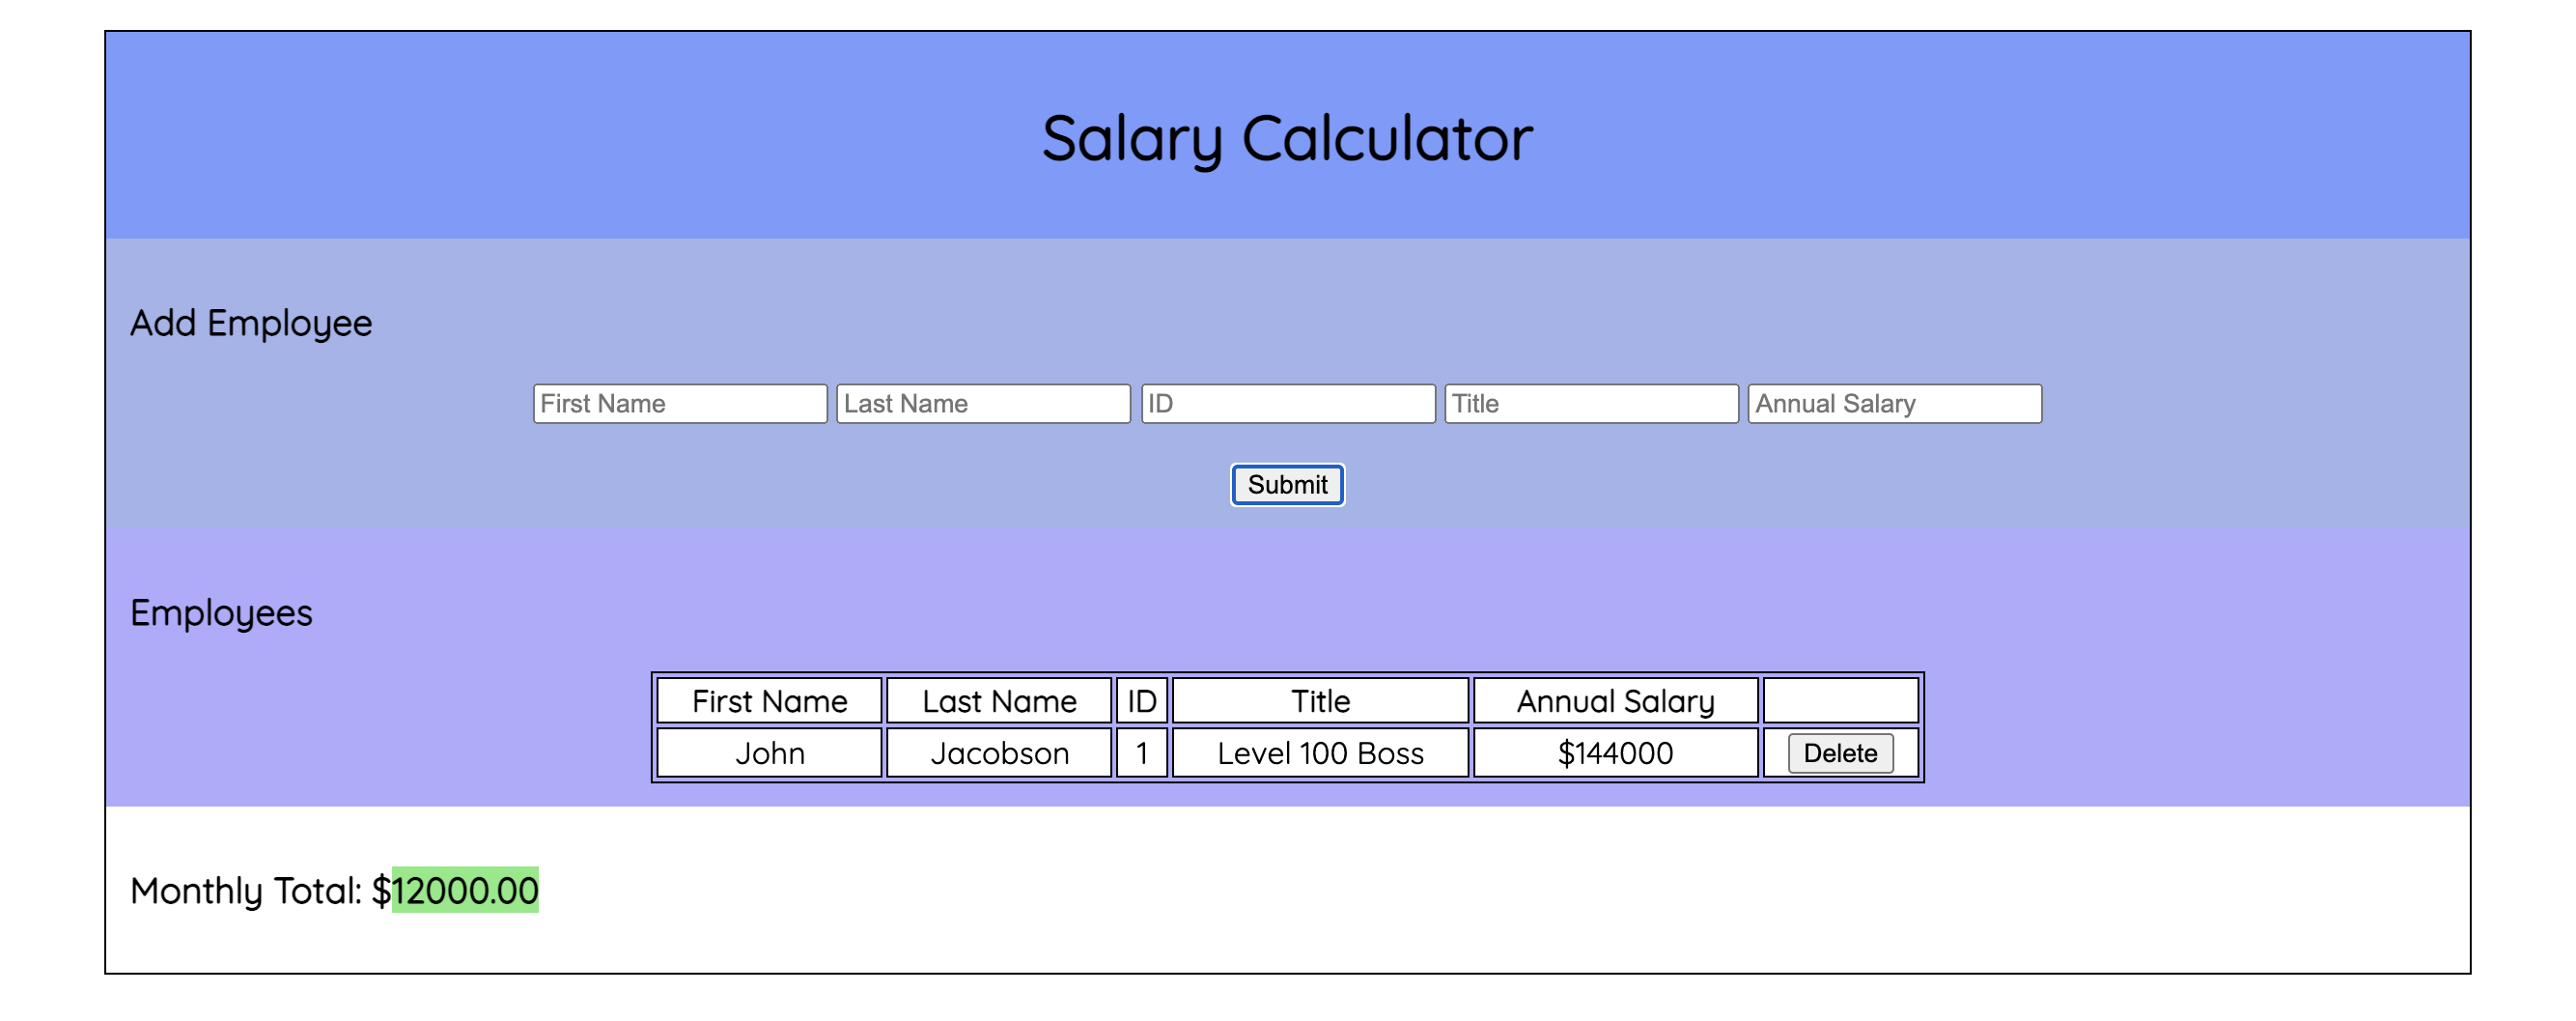 Salary Calculator
Add Employee
First Name Last Name ID Title Annual Salary
Submit
Employees
First Name Last Name ID Title Annual Salary
John Jacobson 1 Level 100 Boss $144000 Delete
Monthly Total: $12000.00